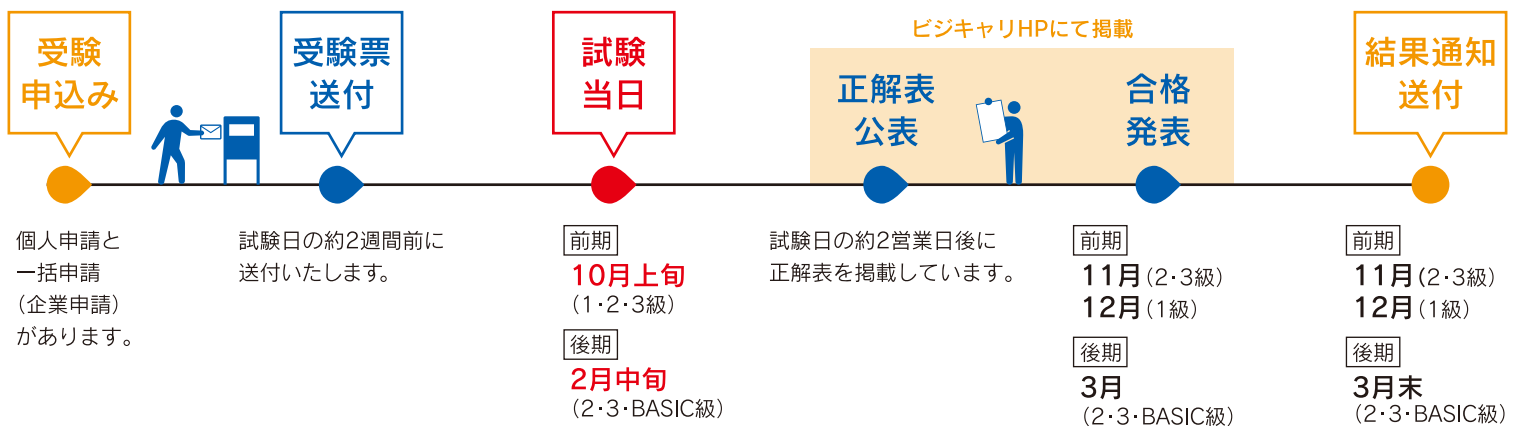 受験
申込み
個人申請と
一括申請
（企業申請）
があります。
受験票
送付
試験日の約2週間前に
送付いたします。
試験
当日
前期
10月上旬
（1・2・3級）
後期
2月中旬
（2・3・BASIC級）
ビジキャリHPにて掲載
正解表
公表
試験日の約2営業日後に
正解表を掲載しています。
合格
発表
前期
11月（2・3級）
12月（1級）
後期
3月
（2・3・BASIC級）
結果通知
送付
前期
11月（2・3級）
12月（1級）
後期
3月末
（2・3・BASIC級）